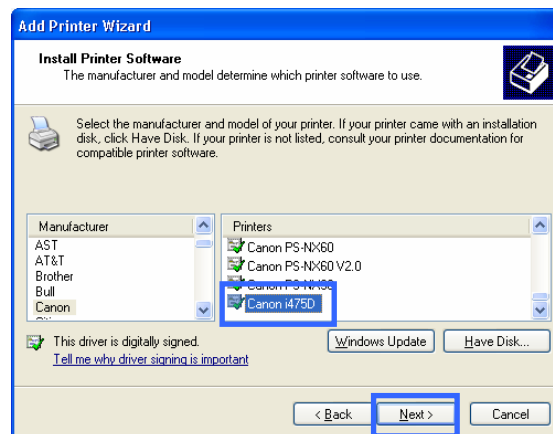 Add Printer Wizard
Install Printer Software
The manufacturer and model determine which printer software to use.
Select the manufacturer and model of your printer. If your printer came with an installation
disk, click Have Disk. If your printer is not listed, consult your printer documentation for
compatible printer software.
Manufacturer
AST
AT&T
Brother
Bull
Canon
Printers
Canon PS-NX60
Canon PS-NX60 V2.0
Canon i475D
This driver is digitally signed.
Tell me why driver signing is important
Windows Update
Have Disk...
< Back
Next >
Cancel